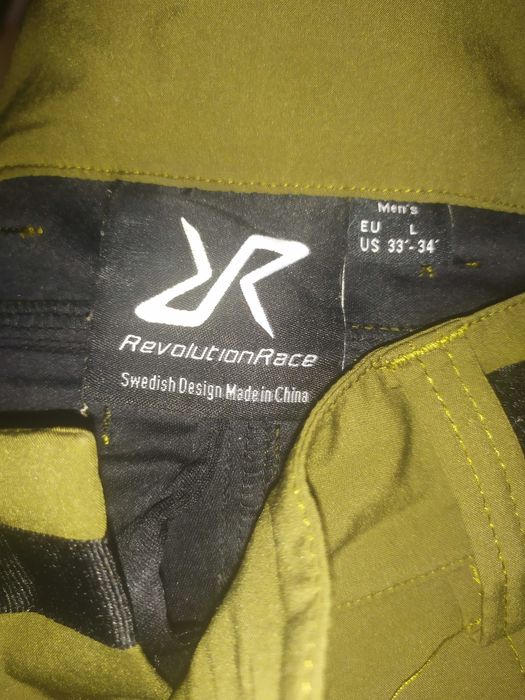 RevolutionRace
Swedish Design Made in China
Men's
EU L
US 33"-34"